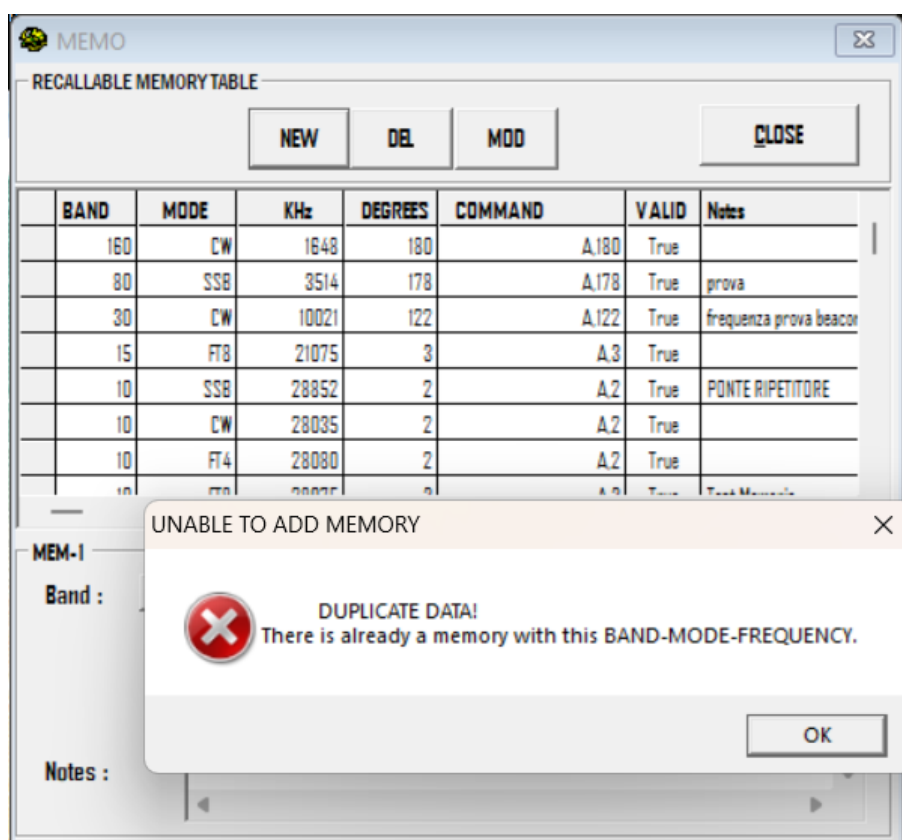 MEMO
RECALLABLE MEMORY TABLE
NEW DEL MOD CLOSE
BAND MODE KHz DEGREES COMMAND VALID Notes
160 CW 1648 180 A,180 True
80 SSB 3514 178 A,178 True prova
30 CW 10021 122 A,122 True frequenza prova beacon
15 FT8 21075 3 A,3 True
10 SSB 28852 2 A,2 True PONTE RIPETITORE
10 CW 28035 2 A,2 True
10 FT4 28080 2 A,2 True
UNABLE TO ADD MEMORY
MEM-1
Band :
DUPLICATE DATA!
There is already a memory with this BAND-MODE-FREQUENCY.
OK
Notes :